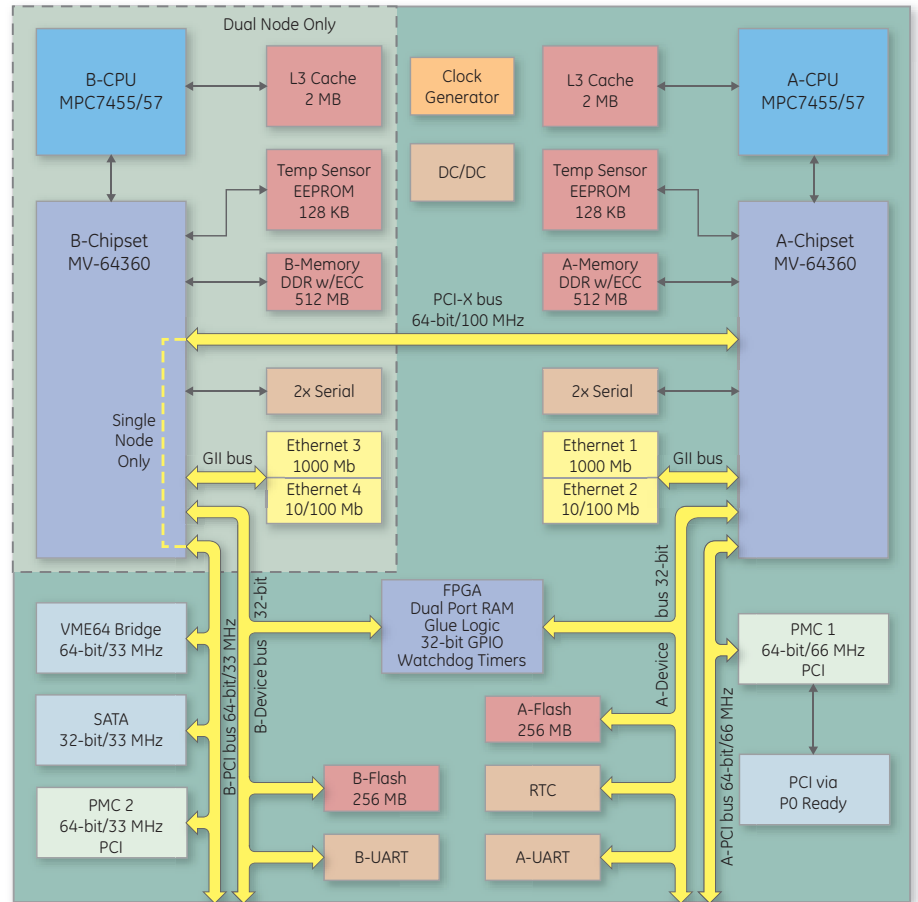 Dual Node Only
B-CPU
MPC7455/57
L3 Cache
2 MB
Clock
Generator
L3 Cache
2 MB
A-CPU
MPC7455/57
Temp Sensor
EEPROM
128 KB
DC/DC
Temp Sensor
EEPROM
128 KB
B-Chipset
MV-64360
A-Chipset
MV-64360
B-Memory
DDR w/ECC
512 MB
A-Memory
DDR w/ECC
512 MB
PCI-X bus
64-bit/100 MHz
2x Serial
2x Serial
Single
Node
Only
GII bus
Ethernet 3
1000 Mb
Ethernet 4
10/100 Mb
Ethernet 1
1000 Mb
Ethernet 2
10/100 Mb
GII bus
B-PCI bus 64-bit/33 MHz
B-Device bus 32-bit
FPGA
Dual Port RAM
Glue Logic
32-bit GPIO
Watchdog Timers
A-Device bus 32-bit
A-PCI bus 64-bit/66 MHz
VME64 Bridge
64-bit/33 MHz
PMC 1
64-bit/66 MHz
PCI
SATA
32-bit/33 MHz
A-Flash
256 MB
B-Flash
256 MB
RTC
PCI via
P0 Ready
PMC 2
64-bit/33 MHz
PCI
B-UART
A-UART